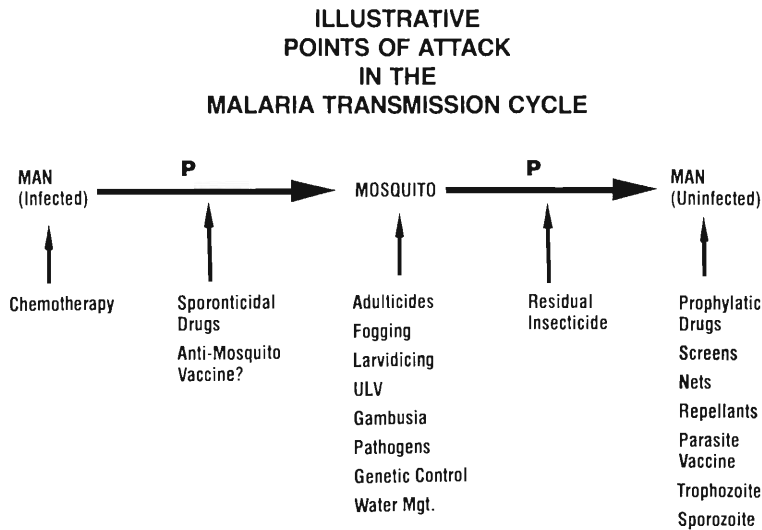 ILLUSTRATIVE
POINTS OF ATTACK
IN THE
MALARIA TRANSMISSION CYCLE
P
P
MAN
(Infected)
MOSQUITO
MAN
(Uninfected)
Chemotherapy
Sporonticidal
Drugs
Anti-Mosquito
Vaccine?
Adulticides
Fogging
Larvidicing
ULV
Gambusia
Pathogens
Genetic Control
Water Mgt.
Residual
Insecticide
Prophylatic
Drugs
Screens
Nets
Repellants
Parasite
Vaccine
Trophozoite
Sporozoite